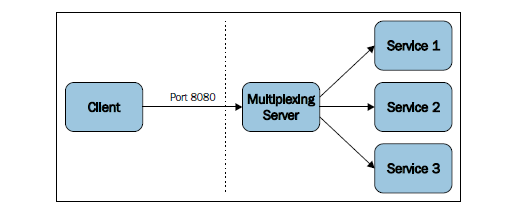 Client
Port 8080
Multiplexing
Server
Service 1
Service 2
Service 3